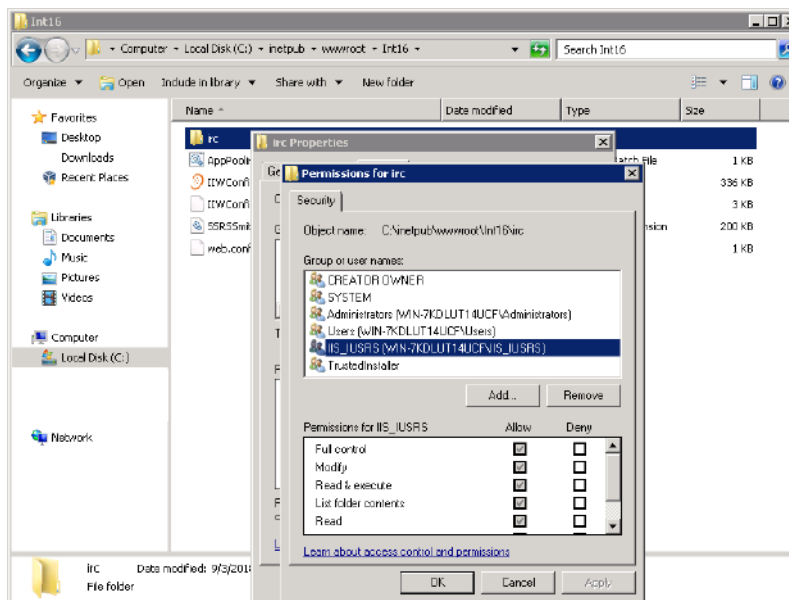 Int16
Computer Local Disk (C:) inetpub wwwroot Int16
Search Int16
Organize Open Include in library Share with New folder
Name Date modified Type Size
Favorites
Desktop
Downloads
Recent Places
Libraries
Documents
Music
Pictures
Videos
Computer
Local Disk (C:)
Network
irc
AppPoolIn
1 KB
IIWConfi
336 KB
IIWConfi
3 KB
200 KB
web.conf
1 KB
irc Properties
Permissions for irc
Security
Object name: C:\inetpub\wwwroot\Int16\irc
Group or user names:
CREATOR OWNER
SYSTEM
Administrators (WIN-7KDLUT14UCF\Administrators)
Users (WIN-7KDLUT14UCF\Users)
IIS_IUSRS (WIN-7KDLUT14UCF\IIS_IUSRS)
TrustedInstaller
Add... Remove
Permissions for IIS_IUSRS Allow Deny
Full control
Modify
Read & execute
List folder contents
Read
Learn about access control and permissions
OK Cancel Apply
irc Date modified: 9/3/201
File folder